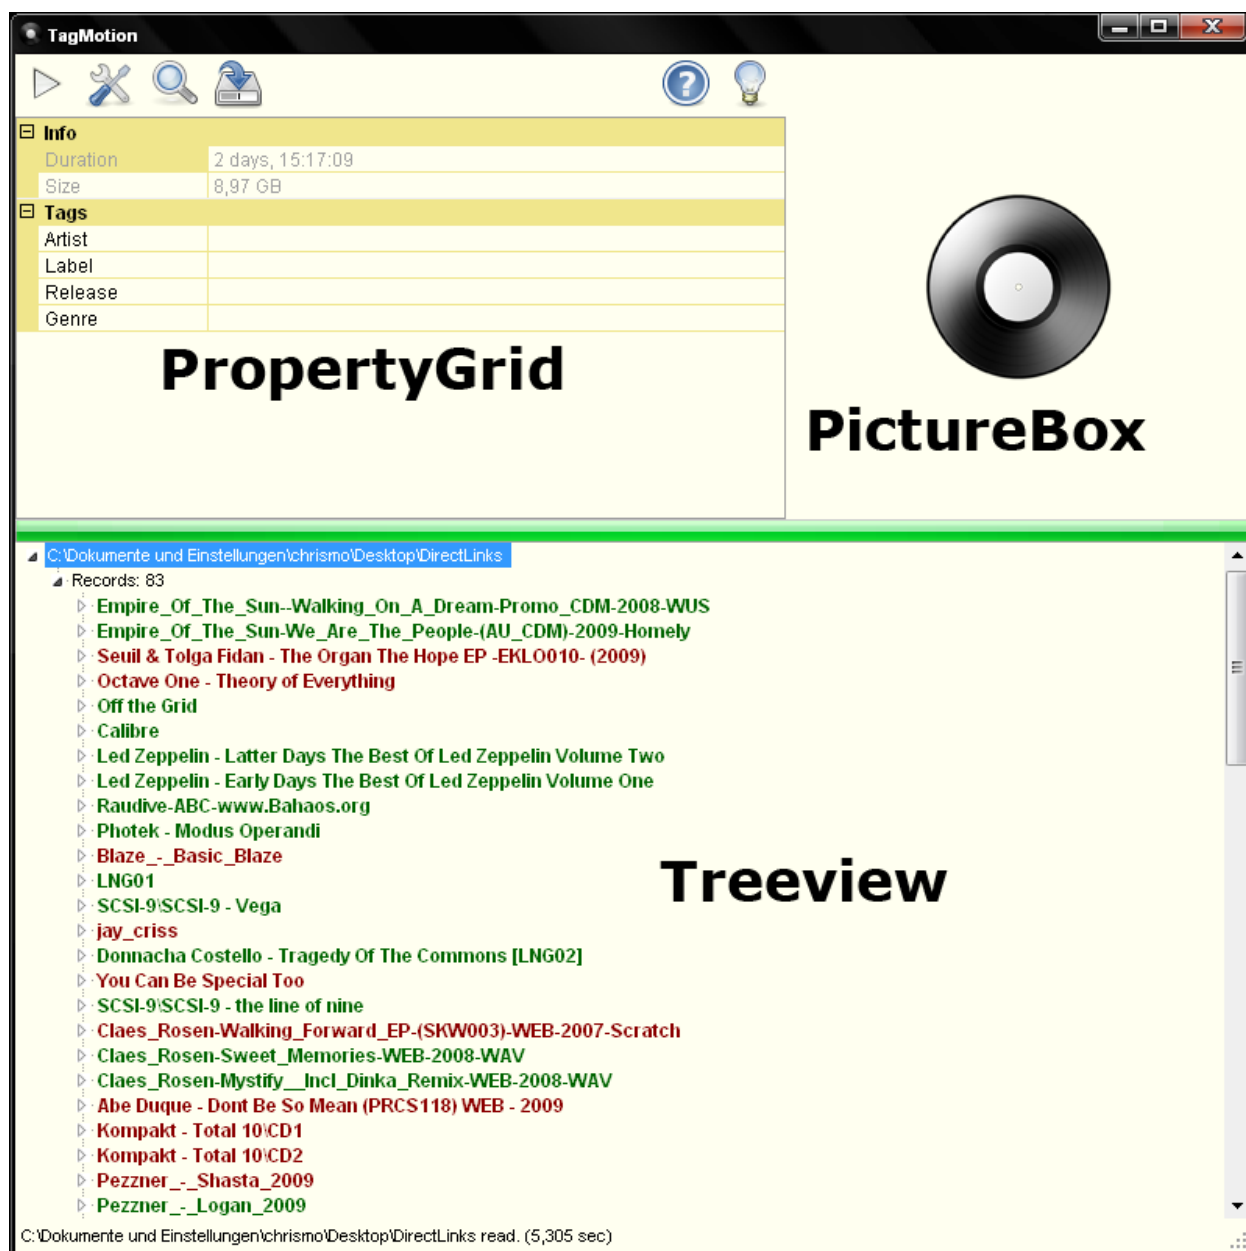 TagMotion
Info
Duration 2 days, 15:17:09
Size 8,97 GB
Tags
Artist
Label
Release
Genre
PropertyGrid
PictureBox
C:\Dokumente und Einstellungen\chrismo\Desktop\DirectLinks
Records: 83
Empire_Of_The_Sun--Walking_On_A_Dream-Promo_CDM-2008-WUS
Empire_Of_The_Sun-We_Are_The_People-(AU_CDM)-2009-Homely
Seuil & Tolga Fidan - The Organ The Hope EP -EKLO010- (2009)
Octave One - Theory of Everything
Off the Grid
Calibre
Led Zeppelin - Latter Days The Best Of Led Zeppelin Volume Two
Led Zeppelin - Early Days The Best Of Led Zeppelin Volume One
Raudive-ABC-www.Bahaos.org
Photek - Modus Operandi
Blaze_-_Basic_Blaze
LNG01
SCSI-9\SCSI-9 - Vega
jay_criss
Donnacha Costello - Tragedy Of The Commons [LNG02]
You Can Be Special Too
SCSI-9\SCSI-9 - the line of nine
Claes_Rosen-Walking_Forward_EP-(SKW003)-WEB-2007-Scratch
Claes_Rosen-Sweet_Memories-WEB-2008-WAV
Claes_Rosen-Mystify__Incl_Dinka_Remix-WEB-2008-WAV
Abe Duque - Dont Be So Mean (PRCS118) WEB - 2009
Kompakt - Total 10\CD1
Kompakt - Total 10\CD2
Pezzner_-_Shasta_2009
Pezzner_-_Logan_2009
Treeview
C:\Dokumente und Einstellungen\chrismo\Desktop\DirectLinks read. (5,305 sec)